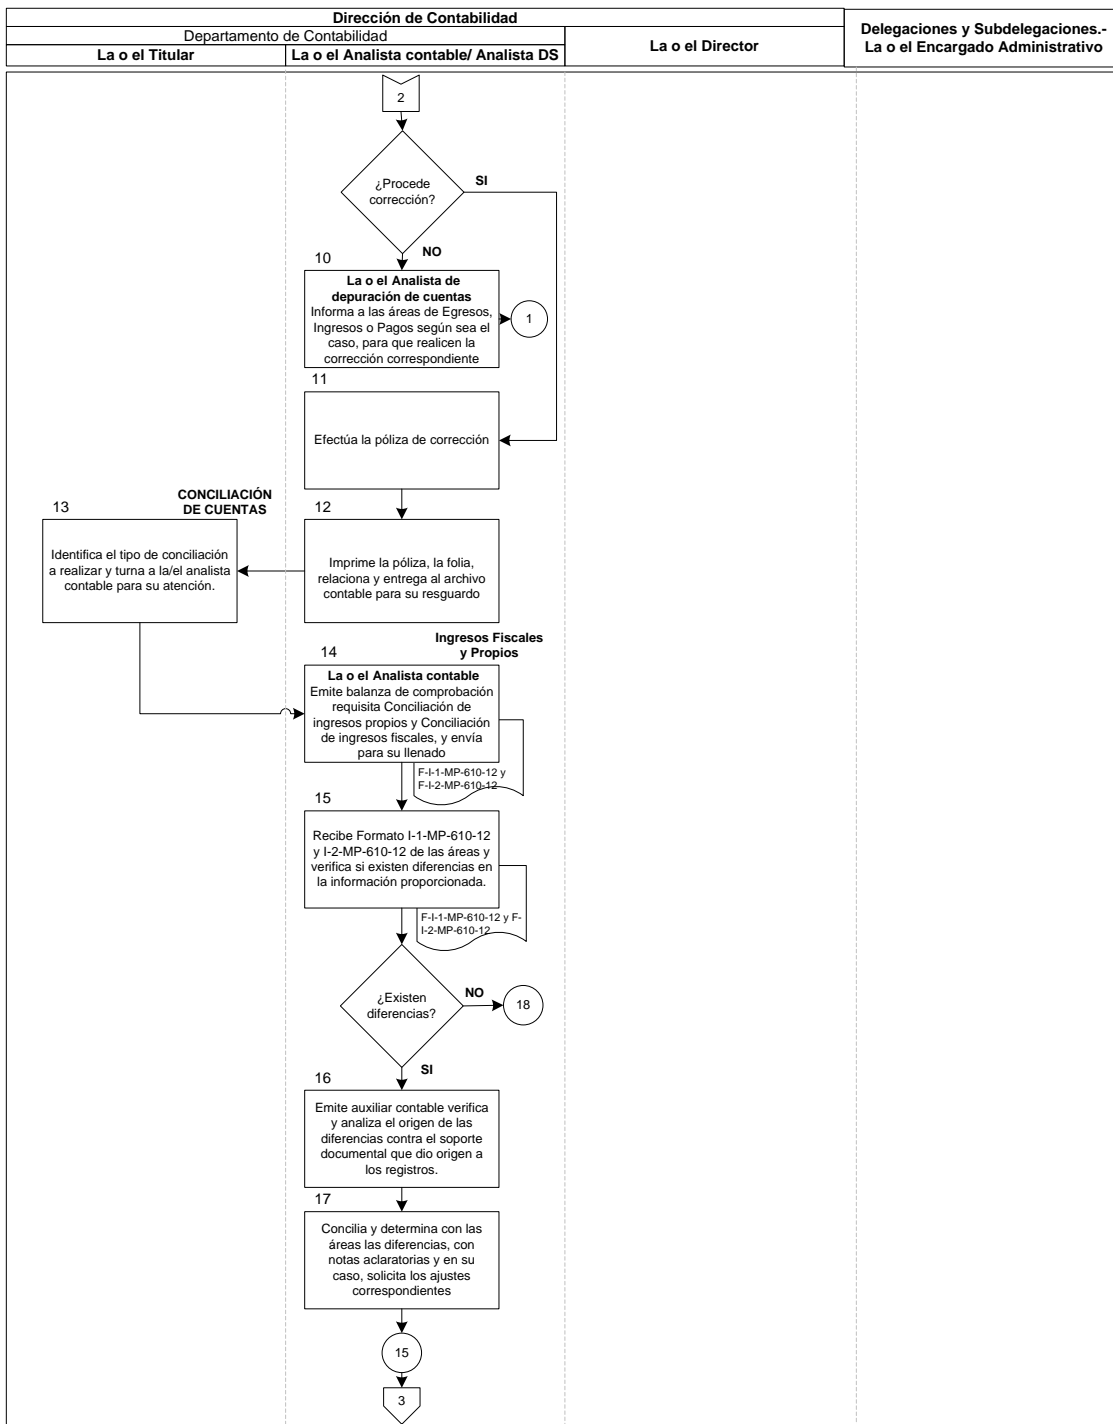 Dirección de Contabilidad
Departamento de Contabilidad
La o el Titular
La o el Analista contable/ Analista DS
La o el Director
Delegaciones y Subdelegaciones.-
La o el Encargado Administrativo
2
¿Procede
corrección?
SI
NO
10
La o el Analista de
depuración de cuentas
Informa a las áreas de Egresos,
Ingresos o Pagos según sea el
caso, para que realicen la
corrección correspondiente
1
11
Efectúa la póliza de corrección
12
Imprime la póliza, la folia,
relaciona y entrega al archivo
contable para su resguardo
CONCILIACIÓN
DE CUENTAS
13
Identifica el tipo de conciliación
a realizar y turna a la/el analista
contable para su atención.
Ingresos Fiscales
y Propios
14
La o el Analista contable
Emite balanza de comprobación
requisita Conciliación de
ingresos propios y Conciliación
de ingresos fiscales, y envía
para su llenado
F-I-1-MP-610-12 y
F-I-2-MP-610-12
15
Recibe Formato I-1-MP-610-12
y I-2-MP-610-12 de las áreas y
verifica si existen diferencias en
la información proporcionada.
F-I-1-MP-610-12 y F-
I-2-MP-610-12
¿Existen
diferencias?
NO
18
SI
16
Emite auxiliar contable verifica
y analiza el origen de las
diferencias contra el soporte
documental que dio origen a
los registros.
17
Concilia y determina con las
áreas las diferencias, con
notas aclaratorias y en su
caso, solicita los ajustes
correspondientes
15
3